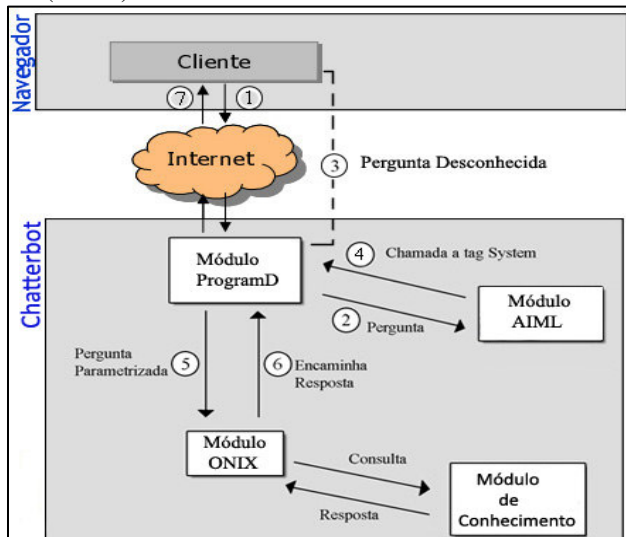 Navegador
Cliente
7
1
Internet
3
Pergunta Desconhecida
Chatterbot
Módulo
ProgramD
4
Chamada a tag System
Módulo
AIML
2
Pergunta
Pergunta
Parametrizada
5
6
Encaminha
Resposta
Módulo
ONIX
Consulta
Resposta
Módulo
de
Conhecimento